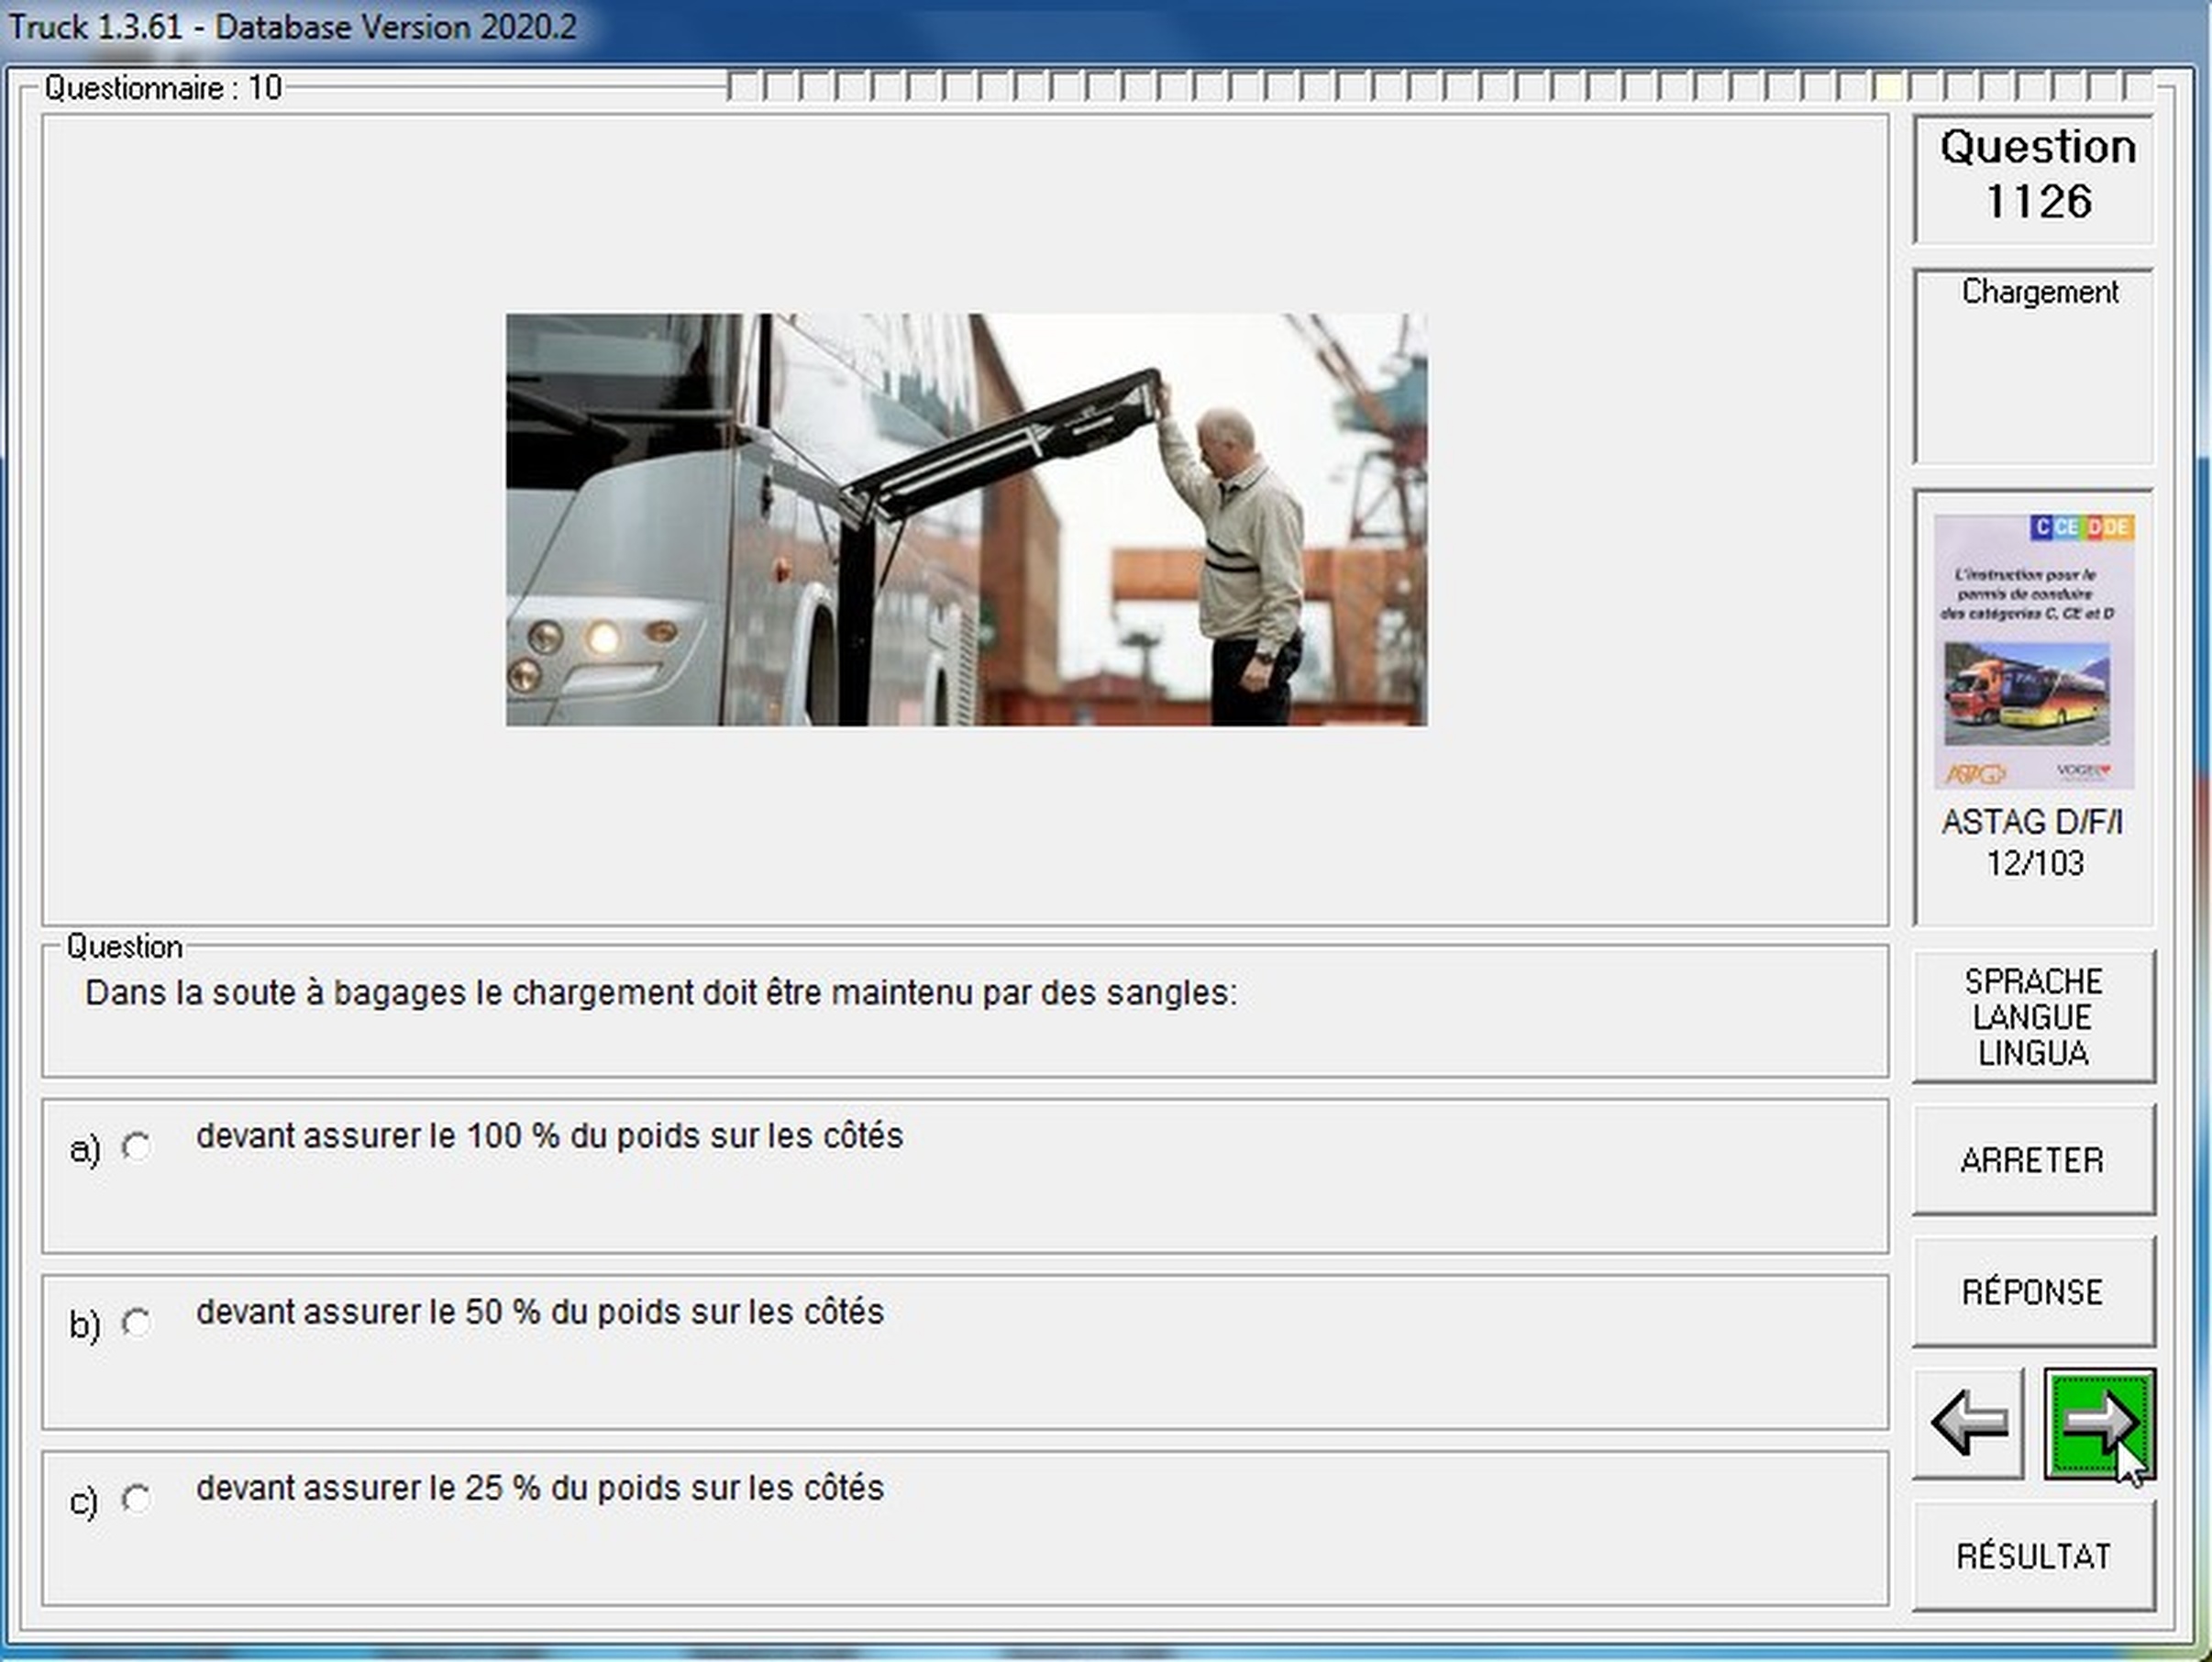 Truck 1.3.61 - Database Version 2020.2
Questionnaire : 10
Question
1126
Chargement
C CE D DE
L'instruction pour le
permis de conduire
des catégories C, CE et D
ASTAG
VOGEL
ASTAG D/F/I
12/103
Question
Dans la soute à bagages le chargement doit être maintenu par des sangles:
a) devant assurer le 100 % du poids sur les côtés
b) devant assurer le 50 % du poids sur les côtés
c) devant assurer le 25 % du poids sur les côtés
SPRACHE
LANGUE
LINGUA
ARRETER
RÉPONSE
RÉSULTAT